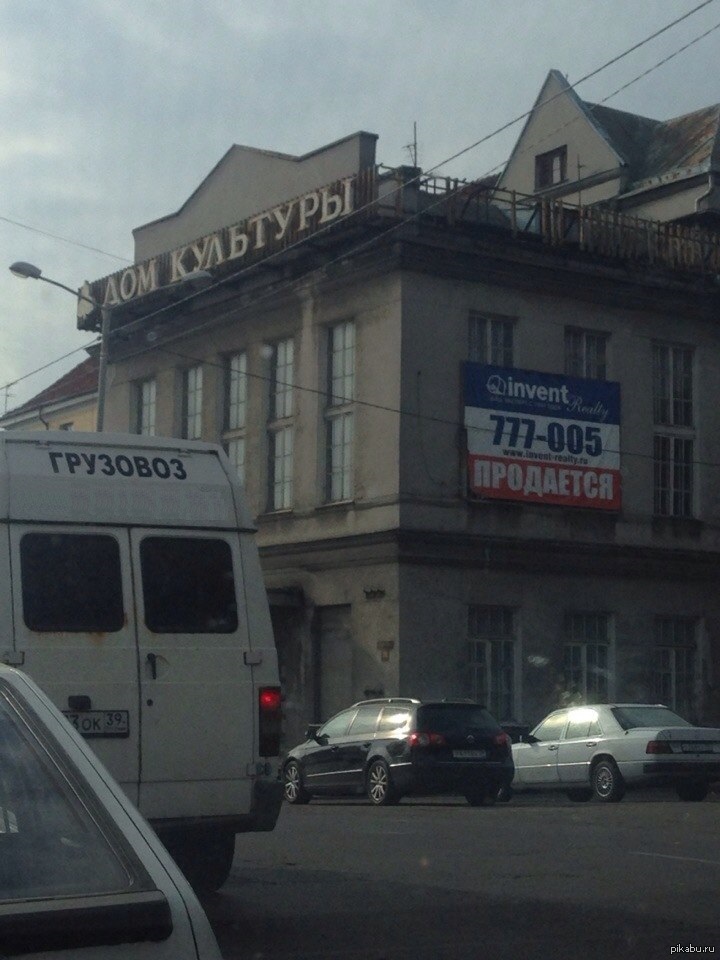 ДОМ КУЛЬТУРЫ
invent
Realty
777-005
www.invent-realty.ru
ПРОДАЕТСЯ
ГРУЗОВОЗ
ОК 39
pikabu.ru